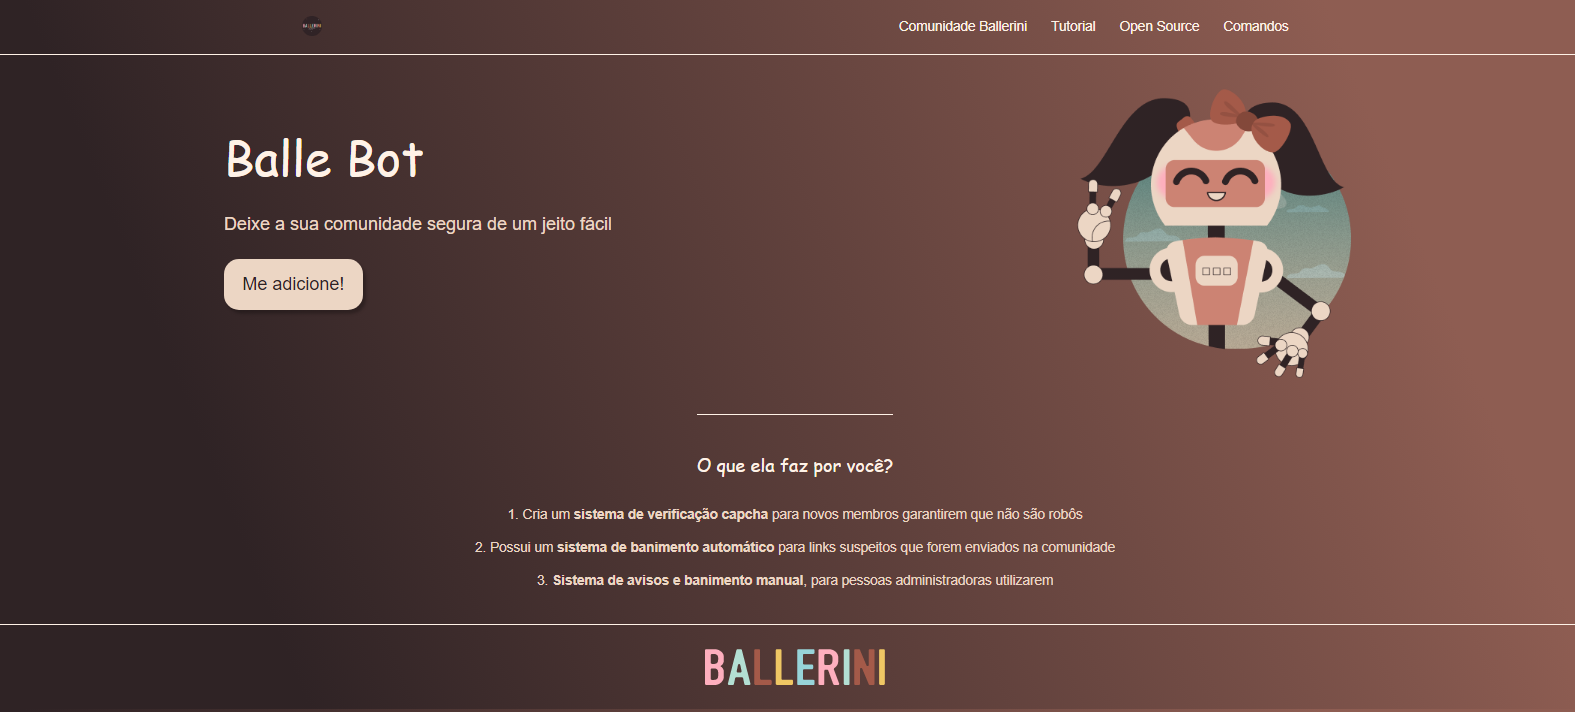 Comunidade Ballerini Tutorial Open Source Comandos
Balle Bot
Deixe a sua comunidade segura de um jeito fácil
Me adicione!
O que ela faz por você?
1. Cria um sistema de verificação capcha para novos membros garantirem que não são robôs
2. Possui um sistema de banimento automático para links suspeitos que forem enviados na comunidade
3. Sistema de avisos e banimento manual, para pessoas administradoras utilizarem
BALLERINI